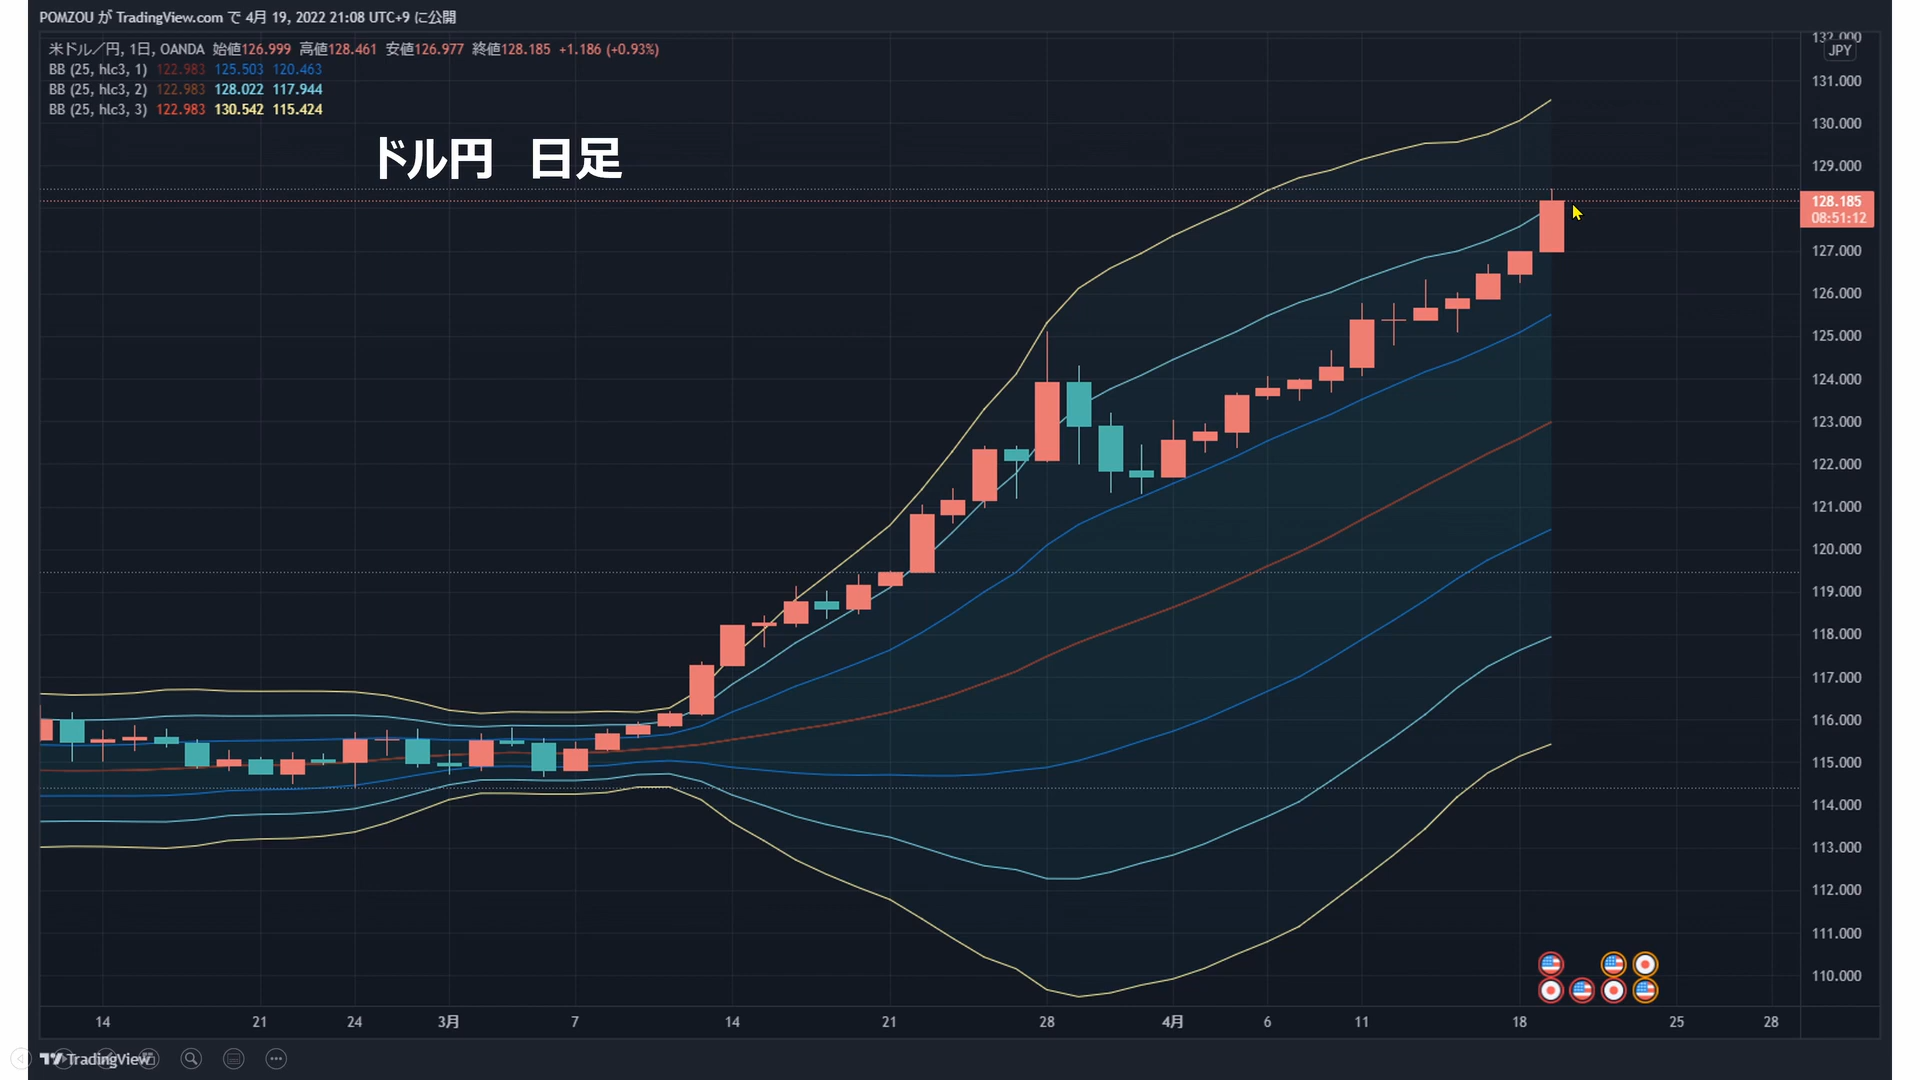 POMZOU が TradingView.com で 4月 19, 2022 21:08 UTC+9 に公開
米ドル／円, 1日, OANDA 始値126.999 高値128.461 安値126.977 終値128.185 +1.186 (+0.93%)
BB (25, hlc3, 1) 122.983 125.503 120.463
BB (25, hlc3, 2) 122.983 128.022 117.944
BB (25, hlc3, 3) 122.983 130.542 115.424
ドル円 日足
132.000
JPY
131.000
130.000
129.000
128.185
08:51:12
127.000
126.000
125.000
124.000
123.000
122.000
121.000
120.000
119.000
118.000
117.000
116.000
115.000
114.000
113.000
112.000
111.000
110.000
14 21 24 3月 7 14 21 28 4月 6 11 18 25 28
TradingView